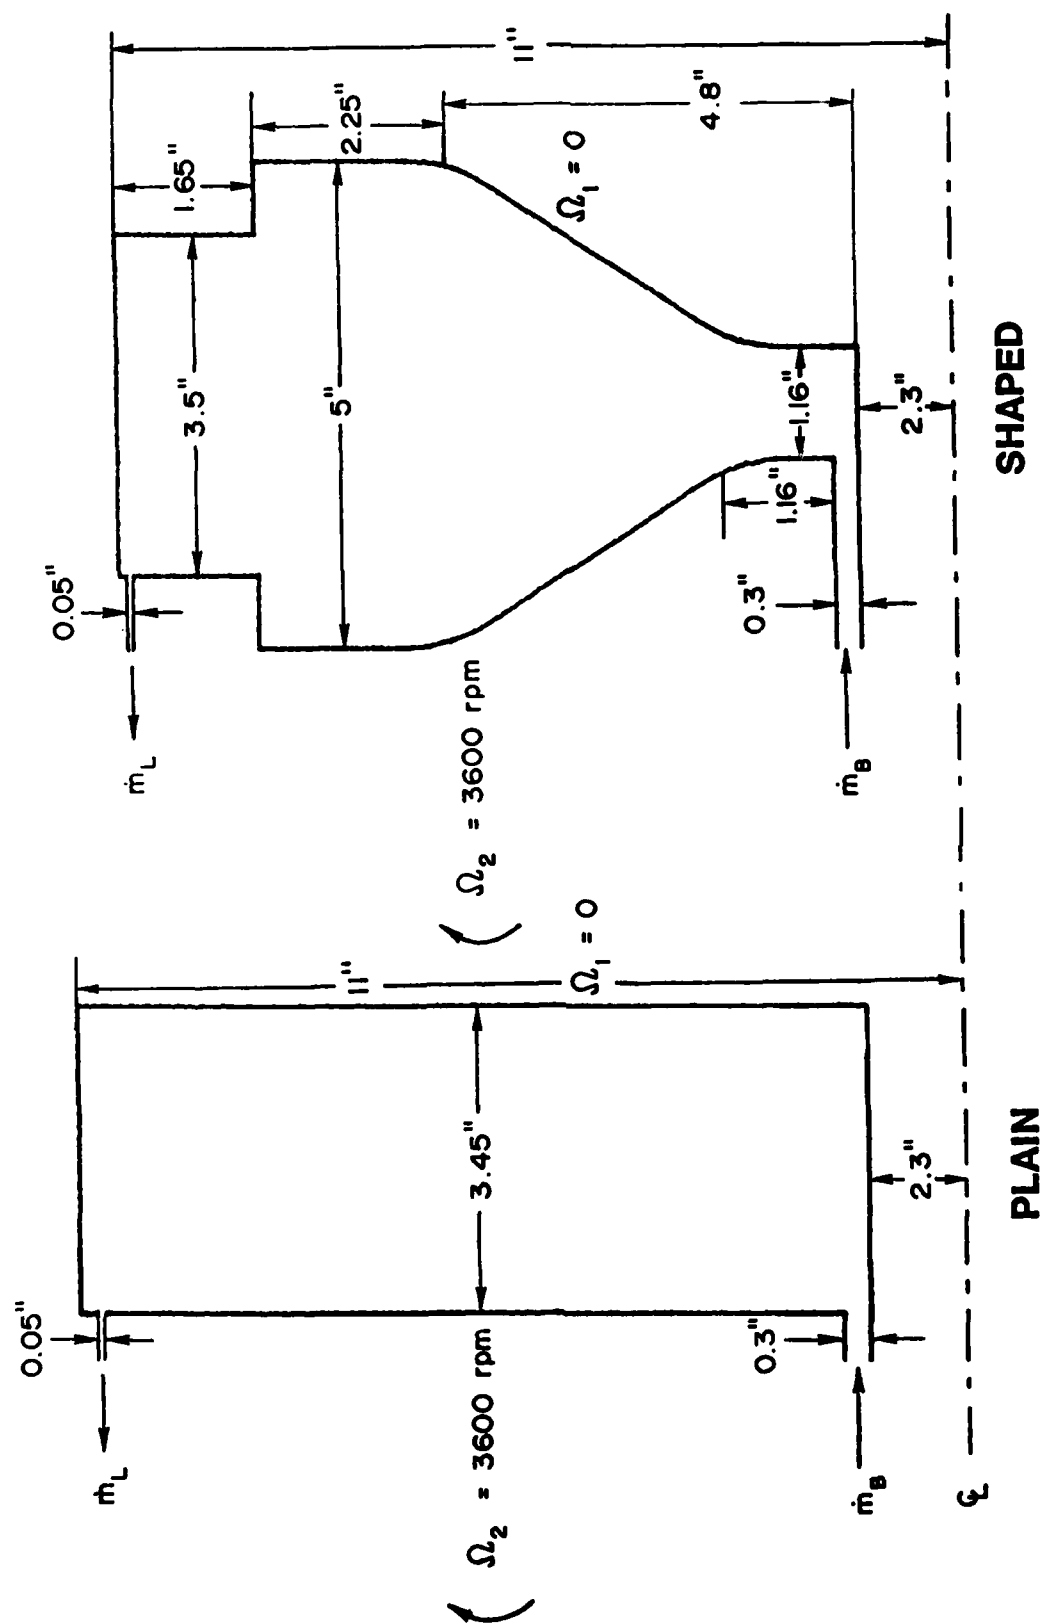 11"
1.65"
2.25"
4.8"
3.5"
5"
Ω₁ = 0
0.05"
1.16"
1.16"
0.3"
2.3"
ṁL
ṁB
Ω₂ = 3600 rpm
SHAPED
11"
Ω₁ = 0
3.45"
0.05"
0.3"
2.3"
ṁL
ṁB
Ω₂ = 3600 rpm
℄
PLAIN